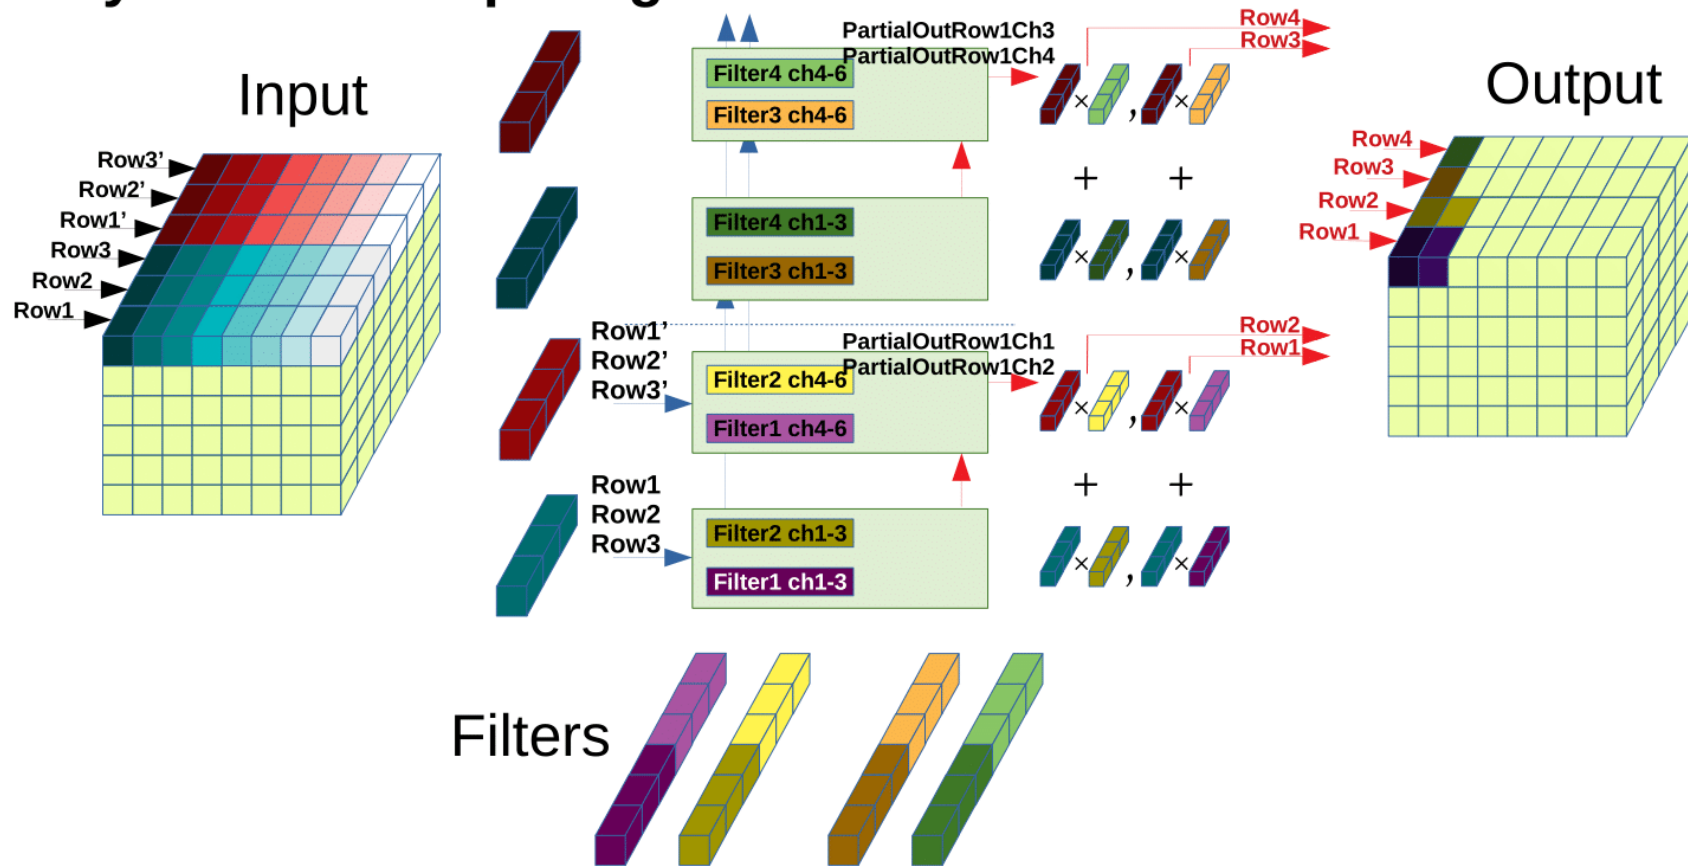 Input
Row3’
Row2’
Row1’
Row3
Row2
Row1
PartialOutRow1Ch3
PartialOutRow1Ch4
Filter4 ch4-6
Filter3 ch4-6
Row4
Row3
×
,
×
+
+
Filter4 ch1-3
Filter3 ch1-3
×
,
×
Row1’
Row2’
Row3’
PartialOutRow1Ch1
PartialOutRow1Ch2
Filter2 ch4-6
Filter1 ch4-6
Row2
Row1
×
,
×
+
+
Row1
Row2
Row3
Filter2 ch1-3
Filter1 ch1-3
×
,
×
Output
Row4
Row3
Row2
Row1
Filters